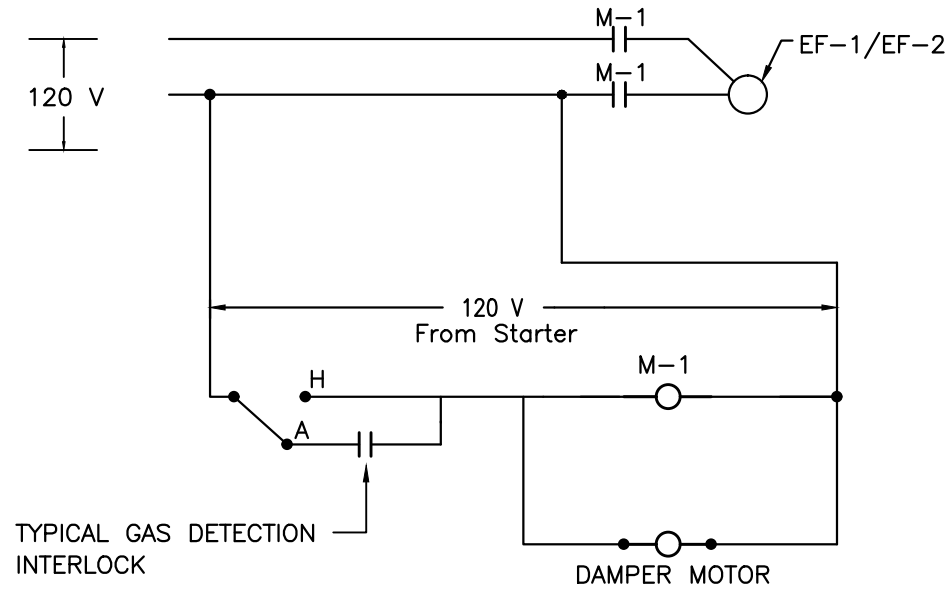 M-1
EF-1/EF-2
M-1
120 V
120 V
From Starter
M-1
H
A
TYPICAL GAS DETECTION
INTERLOCK
DAMPER MOTOR